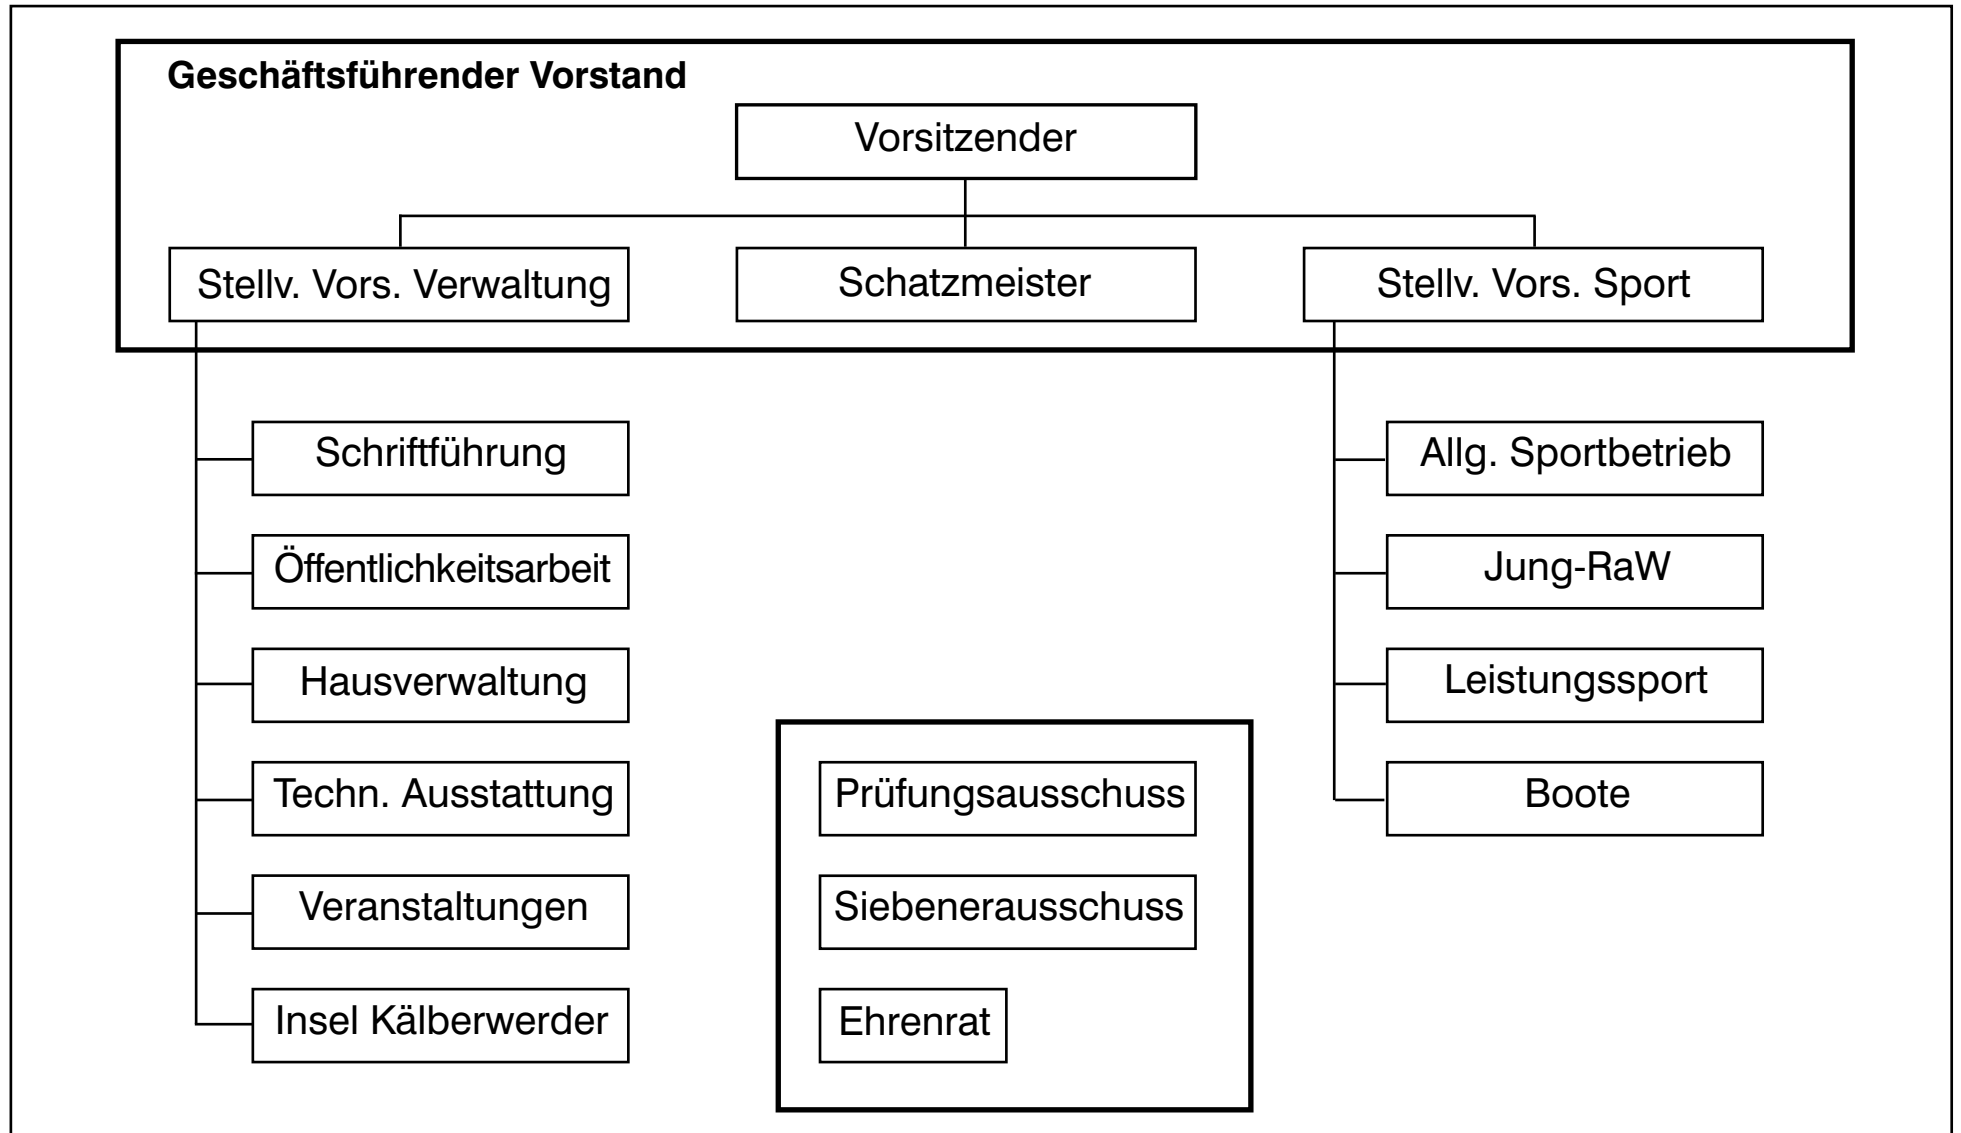 Geschäftsführender Vorstand
Vorsitzender
Stellv. Vors. Verwaltung
Schatzmeister
Stellv. Vors. Sport
Schriftführung
Öffentlichkeitsarbeit
Hausverwaltung
Techn. Ausstattung
Veranstaltungen
Insel Kälberwerder
Prüfungsausschuss
Siebenerausschuss
Ehrenrat
Allg. Sportbetrieb
Jung-RaW
Leistungssport
Boote